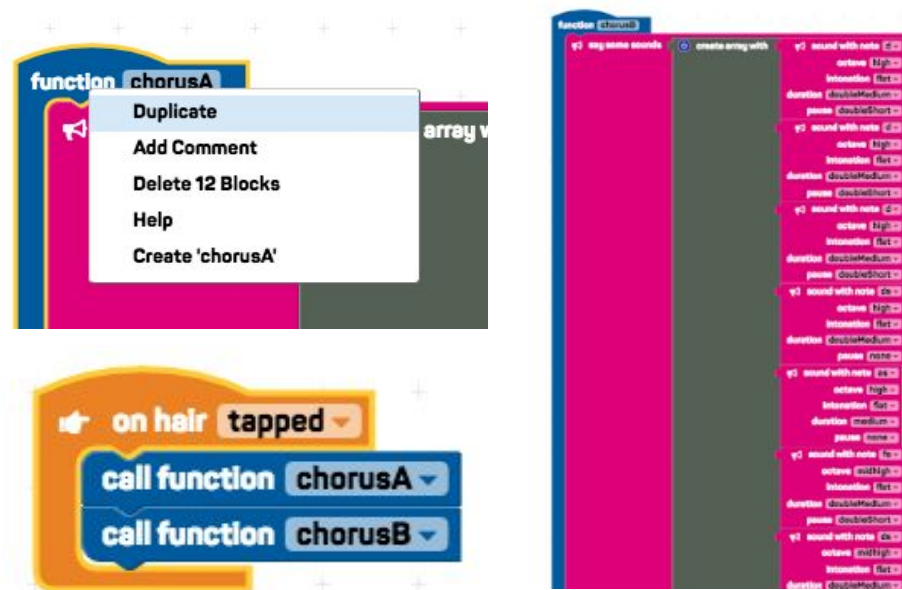 function chorusA
Duplicate
array w
Add Comment
Delete 12 Blocks
Help
Create 'chorusA'
on hair tapped
call function chorusA
call function chorusB
function chorusB
say some sounds create array with sound with note d
octave high
intonation flat
duration doubleMedium
pause doubleShort
sound with note d
octave high
intonation flat
duration doubleMedium
pause doubleShort
sound with note d
octave high
intonation flat
duration doubleMedium
pause doubleShort
sound with note ds
octave high
intonation flat
duration doubleMedium
pause none
sound with note as
octave high
intonation flat
duration medium
pause none
sound with note fs
octave midhigh
intonation flat
duration doubleMedium
pause doubleShort
sound with note ds
octave midhigh
intonation flat
duration doubleMedium